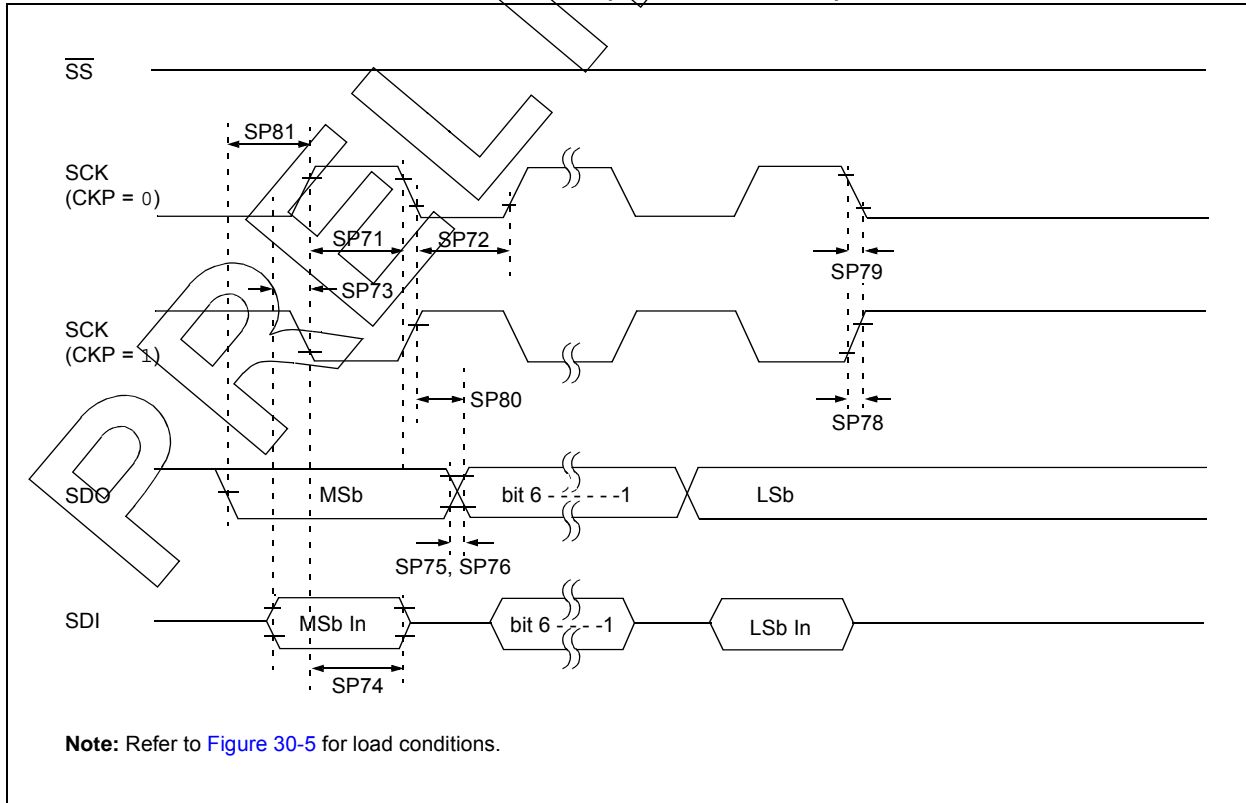 SS
SP81
SCK
(CKP = 0)
SP71
SP72
SP79
SP73
SCK
(CKP = 1)
SP80
SP78
SDO
MSb
bit 6 - - - - - - -1
LSb
SP75, SP76
SDI
MSb In
bit 6 - - - - -1
LSb In
SP74
Note: Refer to Figure 30-5 for load conditions.
PRELI